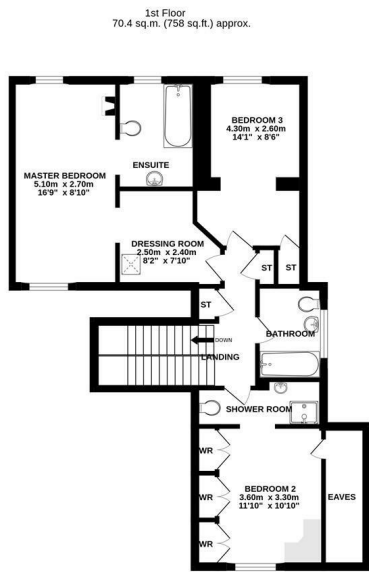 1st Floor
70.4 sq.m. (758 sq.ft.) approx.
BEDROOM 3
4.30m x 2.60m
14'1" x 8'6"
ENSUITE
MASTER BEDROOM
5.10m x 2.70m
16'9" x 8'10"
DRESSING ROOM
2.50m x 2.40m
8'2" x 7'10"
ST
ST
ST
BATHROOM
DOWN
LANDING
SHOWER ROOM
WR
BEDROOM 2
3.60m x 3.30m
11'10" x 10'10"
WR
EAVES
WR